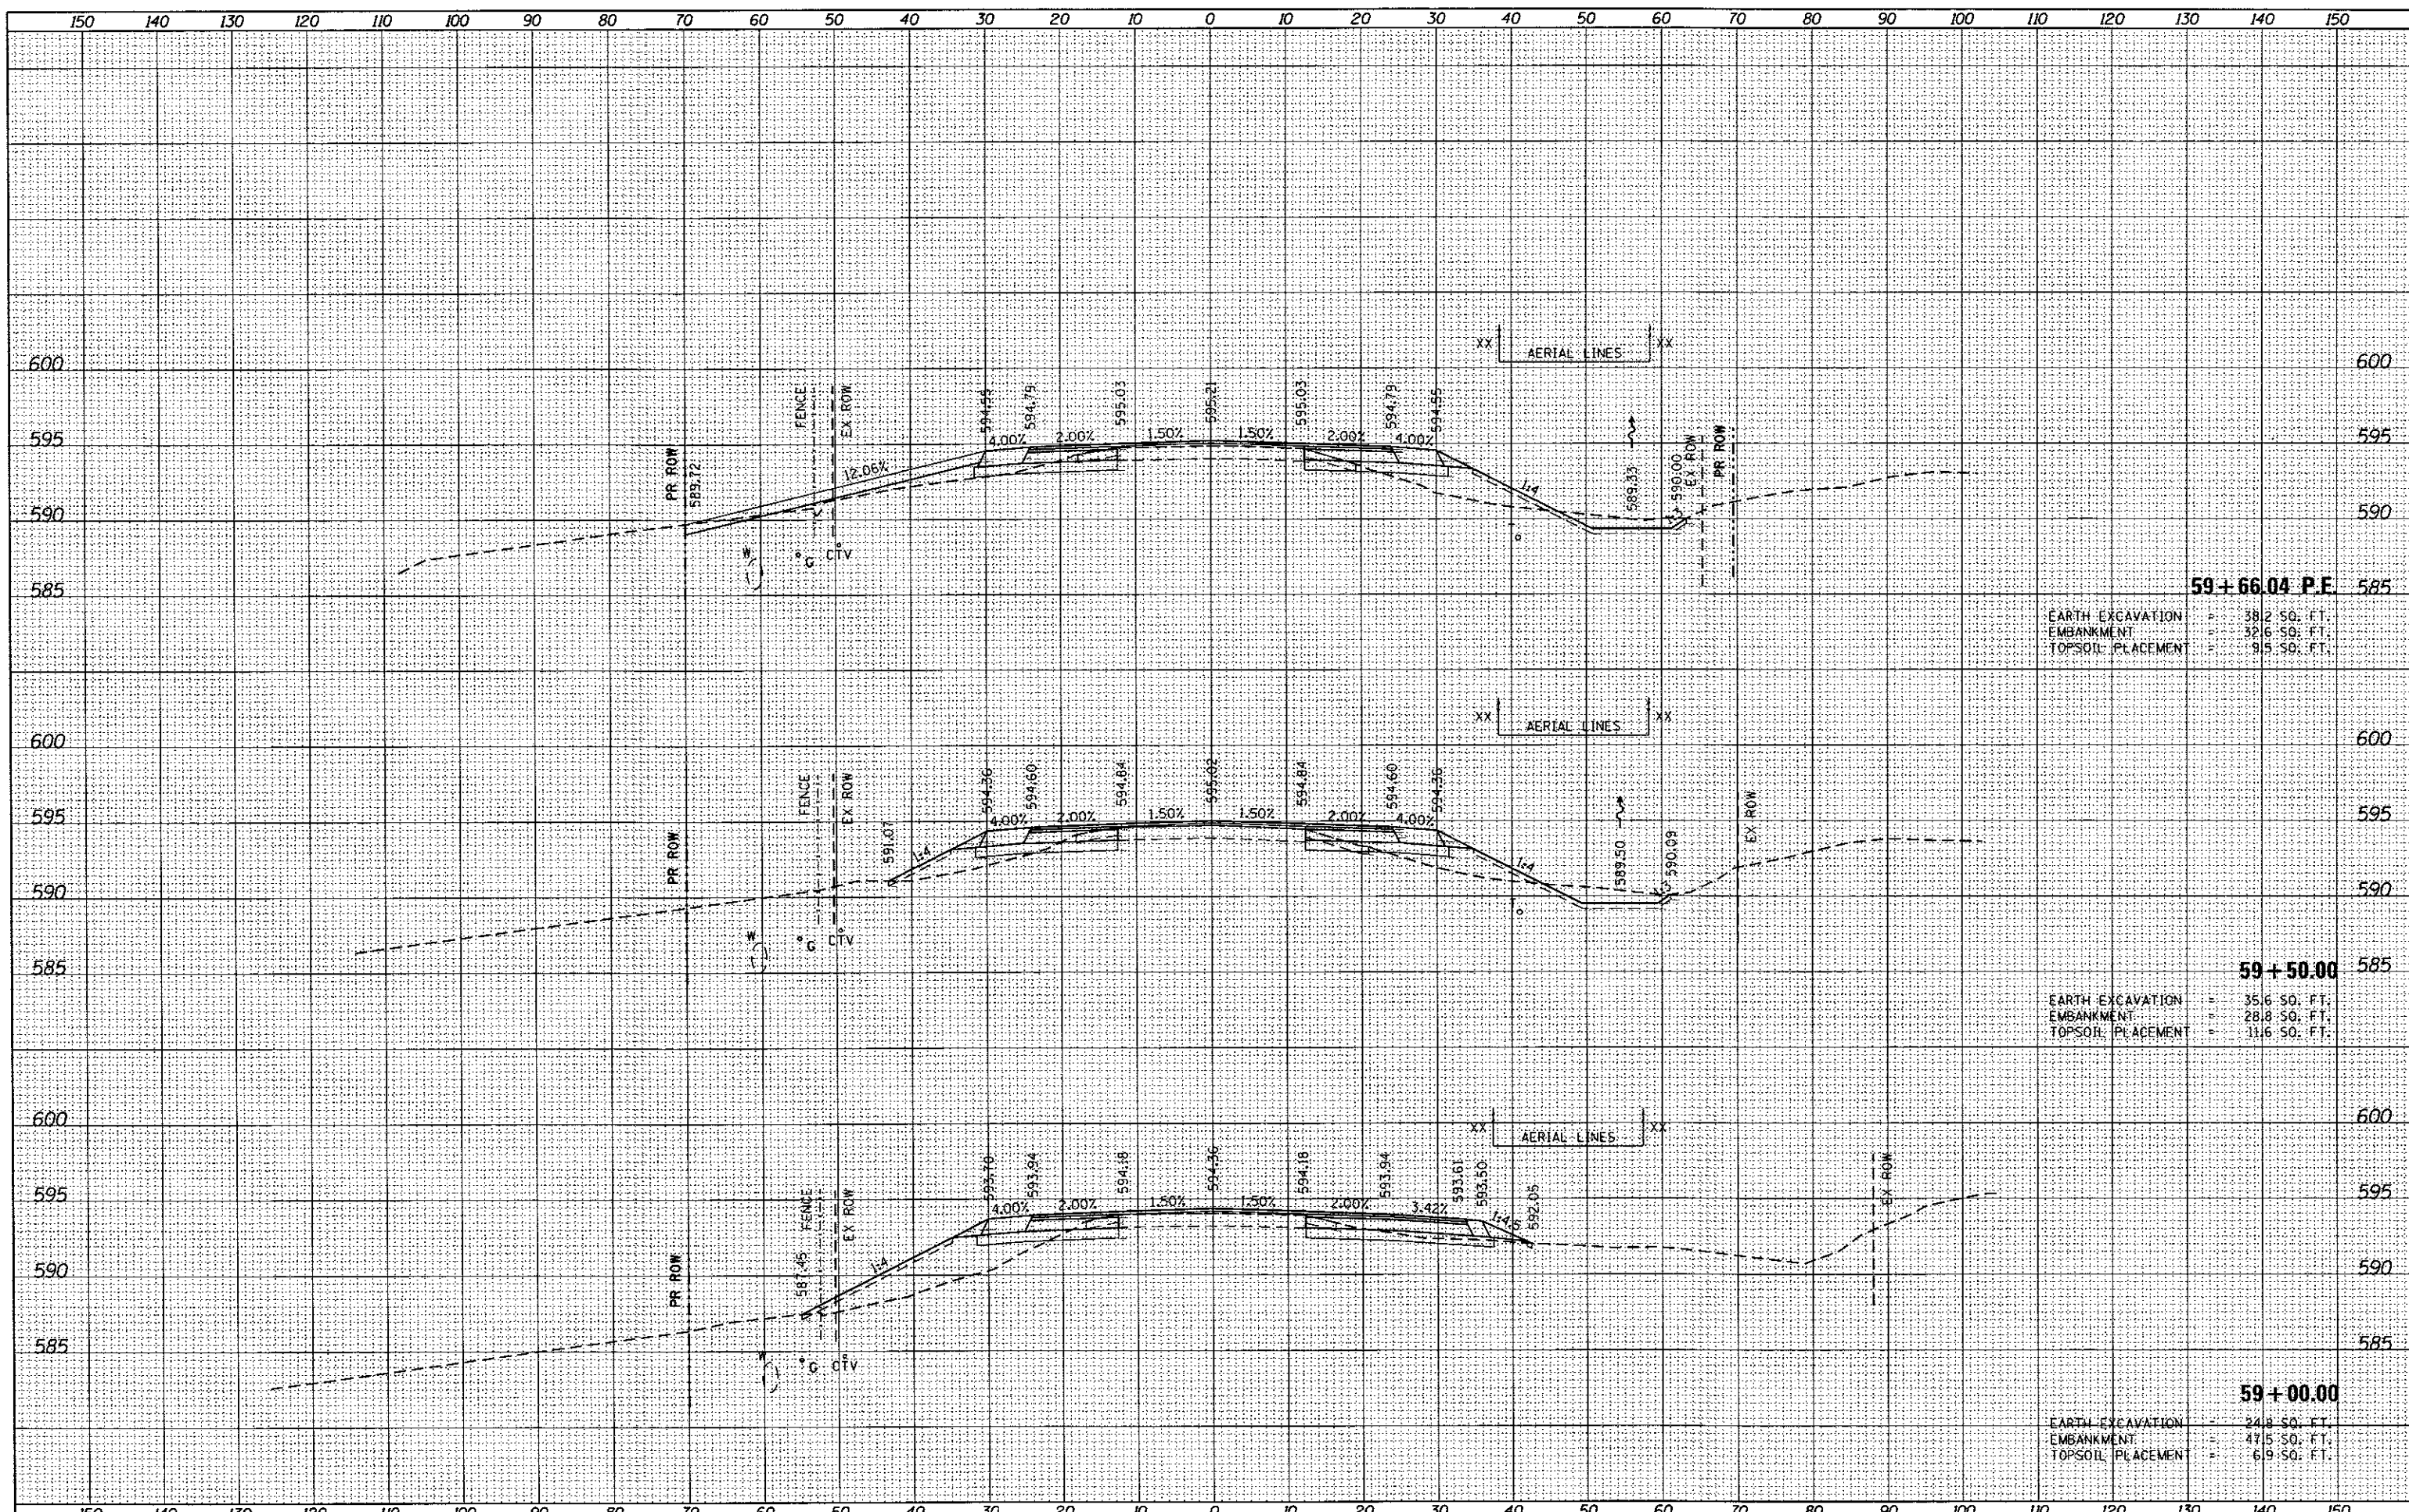 150 140 130 120 110 100 90 80 70 60 50 40 30 20 10 0 10 20 30 40 50 60 70 80 90 100 110 120 130 140 150
XX AERIAL LINES XX
600 600
FENCE
EX ROW
594.55
594.79
595.03
595.21
595.03
594.79
594.55
595 595
4.00% 2.00% 1.50% 1.50% 2.00% 4.00%
PR ROW
589.72
12.06%
1:4
589.33
590.00
1:3
EX ROW
PR ROW
590 590
W G CTV
585 585
59+66.04 P.E.
EARTH EXCAVATION = 38.2 SQ. FT.
EMBANKMENT = 32.6 SQ. FT.
TOPSOIL PLACEMENT = 9.5 SQ. FT.
XX AERIAL LINES XX
600 600
FENCE
EX ROW
594.36
594.60
594.84
595.02
594.84
594.60
594.36
EX ROW
595 595
4.00% 2.00% 1.50% 1.50% 2.00% 4.00%
PR ROW
591.07
1:4
1:4
589.50
590.09
1:3
590 590
W G CTV
585 585
59+50.00
EARTH EXCAVATION = 35.6 SQ. FT.
EMBANKMENT = 28.8 SQ. FT.
TOPSOIL PLACEMENT = 11.6 SQ. FT.
600 600
XX AERIAL LINES XX
593.70
593.94
594.18
594.36
594.18
593.94
593.61
593.50
592.05
EX ROW
595 595
4.00% 2.00% 1.50% 1.50% 2.00% 3.42%
1:4.5
FENCE
EX ROW
587.45
PR ROW
1:4
590 590
585 585
W G CTV
59+00.00
EARTH EXCAVATION = 24.8 SQ. FT.
EMBANKMENT = 47.5 SQ. FT.
TOPSOIL PLACEMENT = 6.9 SQ. FT.
150 140 130 120 110 100 90 80 70 60 50 40 30 20 10 0 10 20 30 40 50 60 70 80 90 100 110 120 130 140 150